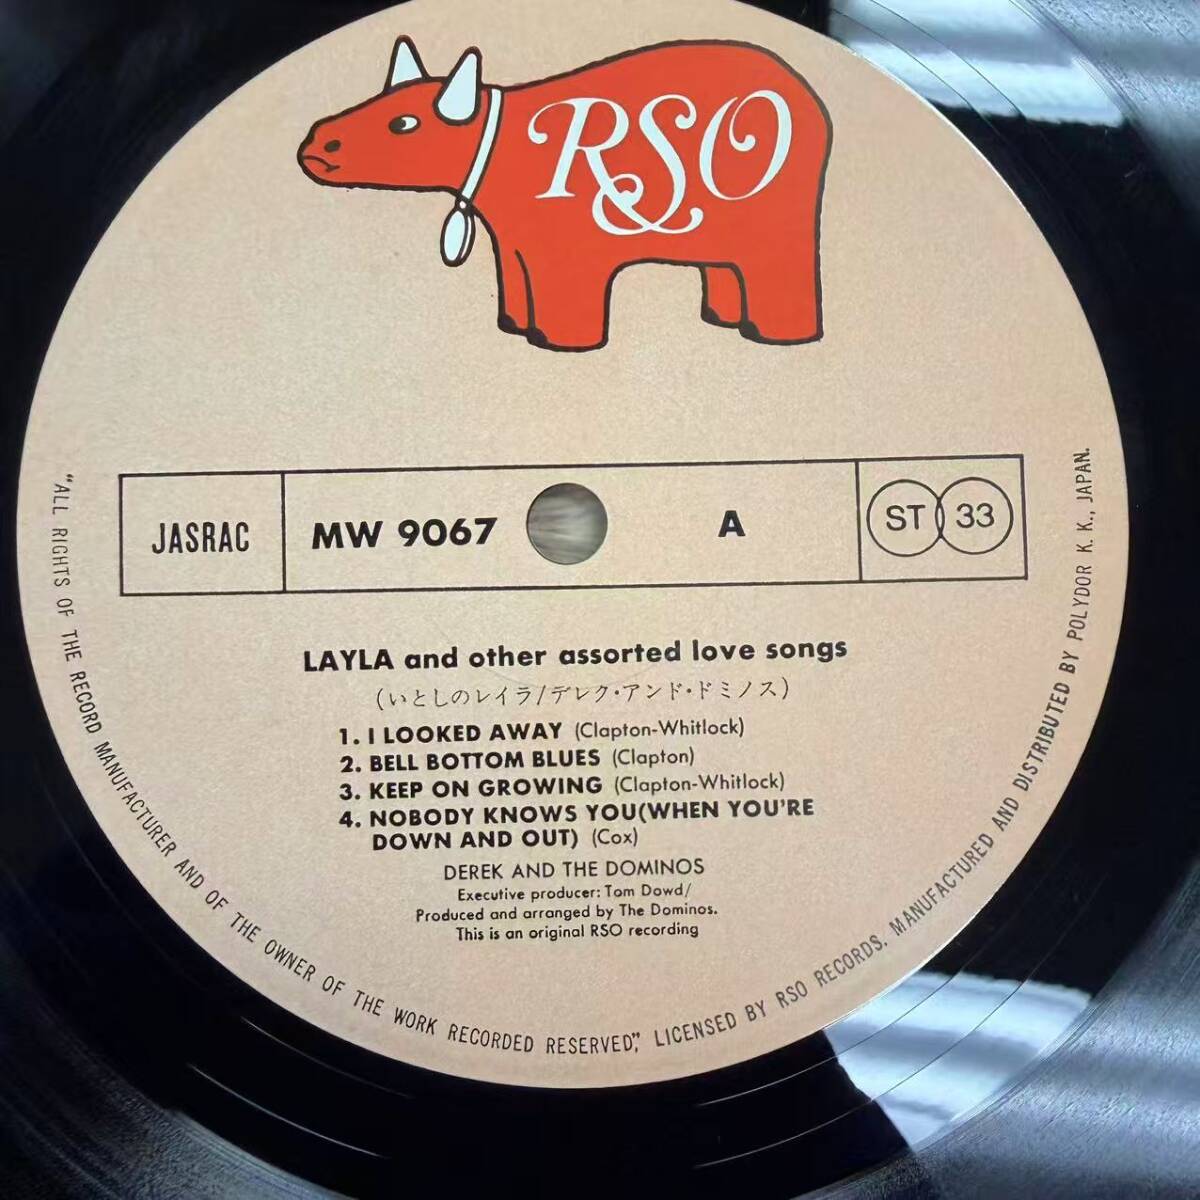 RSO
JASRAC
MW 9067
A
ST 33
LAYLA and other assorted love songs
(いとしのレイラ/デレク・アンド・ドミノス)
1. I LOOKED AWAY (Clapton-Whitlock)
2. BELL BOTTOM BLUES (Clapton)
3. KEEP ON GROWING (Clapton-Whitlock)
4. NOBODY KNOWS YOU(WHEN YOU'RE
DOWN AND OUT) (Cox)
DEREK AND THE DOMINOS
Executive producer: Tom Dowd/
Produced and arranged by The Dominos.
This is an original RSO recording
"ALL RIGHTS OF THE RECORD MANUFACTURER AND OF THE OWNER OF THE WORK RECORDED RESERVED", LICENSED BY RSO RECORDS. MANUFACTURED AND DISTRIBUTED BY POLYDOR K. K., JAPAN.